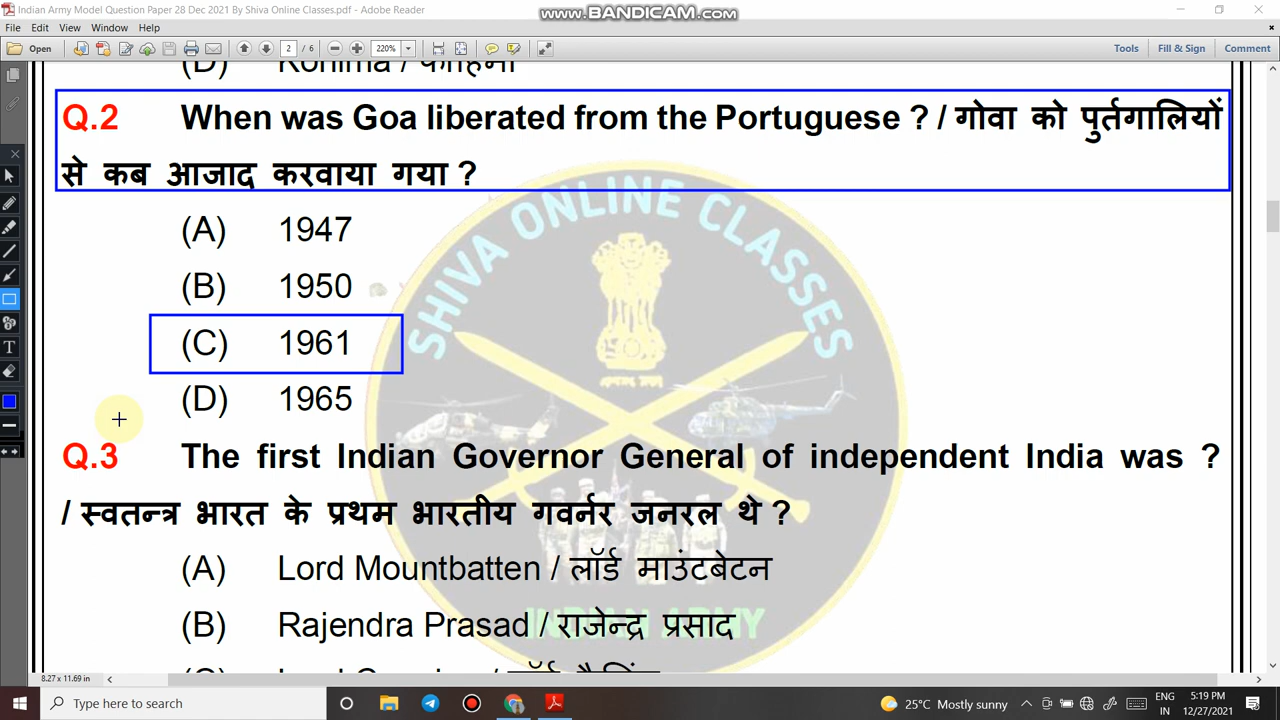 Indian Army Model Question Paper 28 Dec 2021 By Shiva Online Classes.pdf - Adobe Reader
www.BANDICAM.com
File Edit View Window Help
Open 2 / 6 220% Tools Fill & Sign Comment
(D) Kohima / कोहिमा
Q.2 When was Goa liberated from the Portuguese ? / गोवा को पुर्तगालियों
से कब आजाद करवाया गया ?
(A) 1947
(B) 1950
(C) 1961
(D) 1965
Q.3 The first Indian Governor General of independent India was ?
/ स्वतन्त्र भारत के प्रथम भारतीय गवर्नर जनरल थे ?
(A) Lord Mountbatten / लॉर्ड माउंटबेटन
(B) Rajendra Prasad / राजेन्द्र प्रसाद
SHIVA ONLINE CLASSES
INDIAN ARMY
8.27 x 11.69 in
Type here to search
25°C Mostly sunny
ENG
IN
5:19 PM
12/27/2021